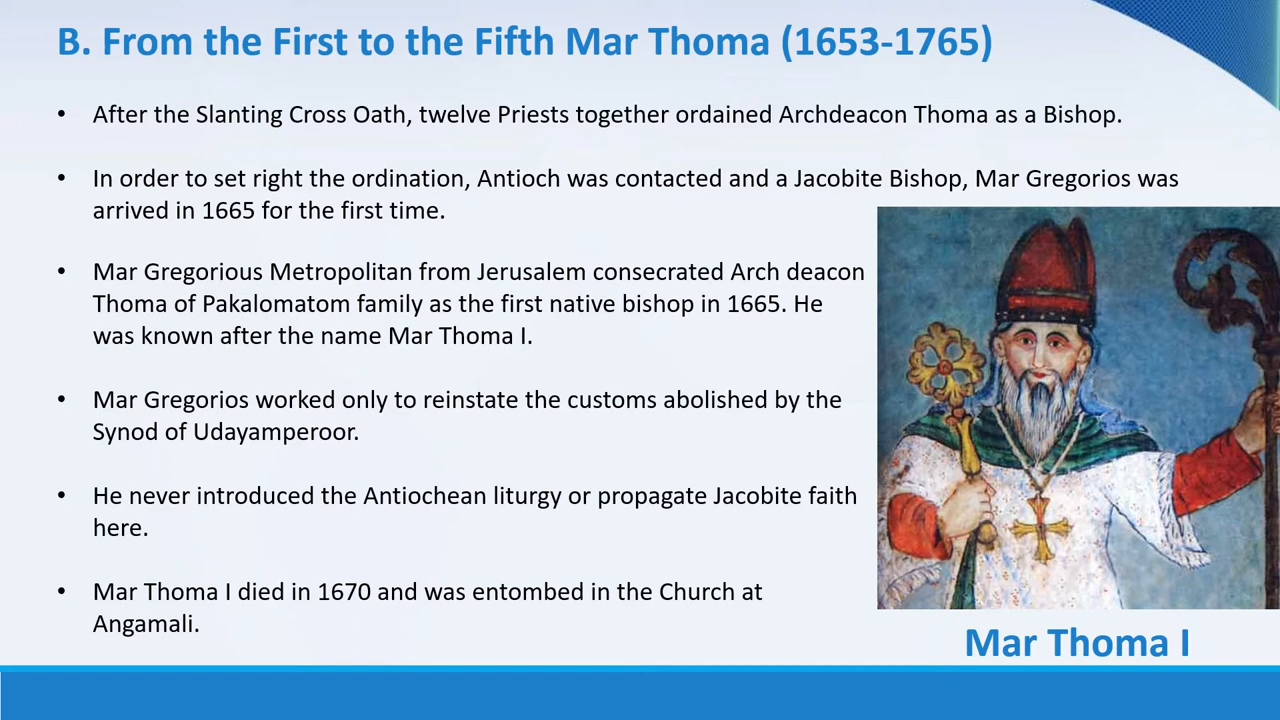 B. From the First to the Fifth Mar Thoma (1653-1765)
• After the Slanting Cross Oath, twelve Priests together ordained Archdeacon Thoma as a Bishop.
• In order to set right the ordination, Antioch was contacted and a Jacobite Bishop, Mar Gregorios was
arrived in 1665 for the first time.
• Mar Gregorious Metropolitan from Jerusalem consecrated Arch deacon
Thoma of Pakalomatom family as the first native bishop in 1665. He
was known after the name Mar Thoma I.
• Mar Gregorios worked only to reinstate the customs abolished by the
Synod of Udayamperoor.
• He never introduced the Antiochean liturgy or propagate Jacobite faith
here.
• Mar Thoma I died in 1670 and was entombed in the Church at
Angamali.
Mar Thoma I